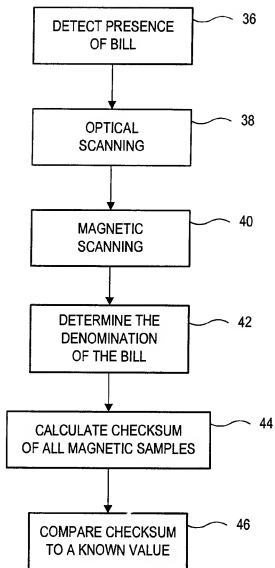 DETECT PRESENCE
OF BILL
36
OPTICAL
SCANNING
38
MAGNETIC
SCANNING
40
DETERMINE THE
DENOMINATION
OF THE BILL
42
CALCULATE CHECKSUM
OF ALL MAGNETIC SAMPLES
44
COMPARE CHECKSUM
TO A KNOWN VALUE
46